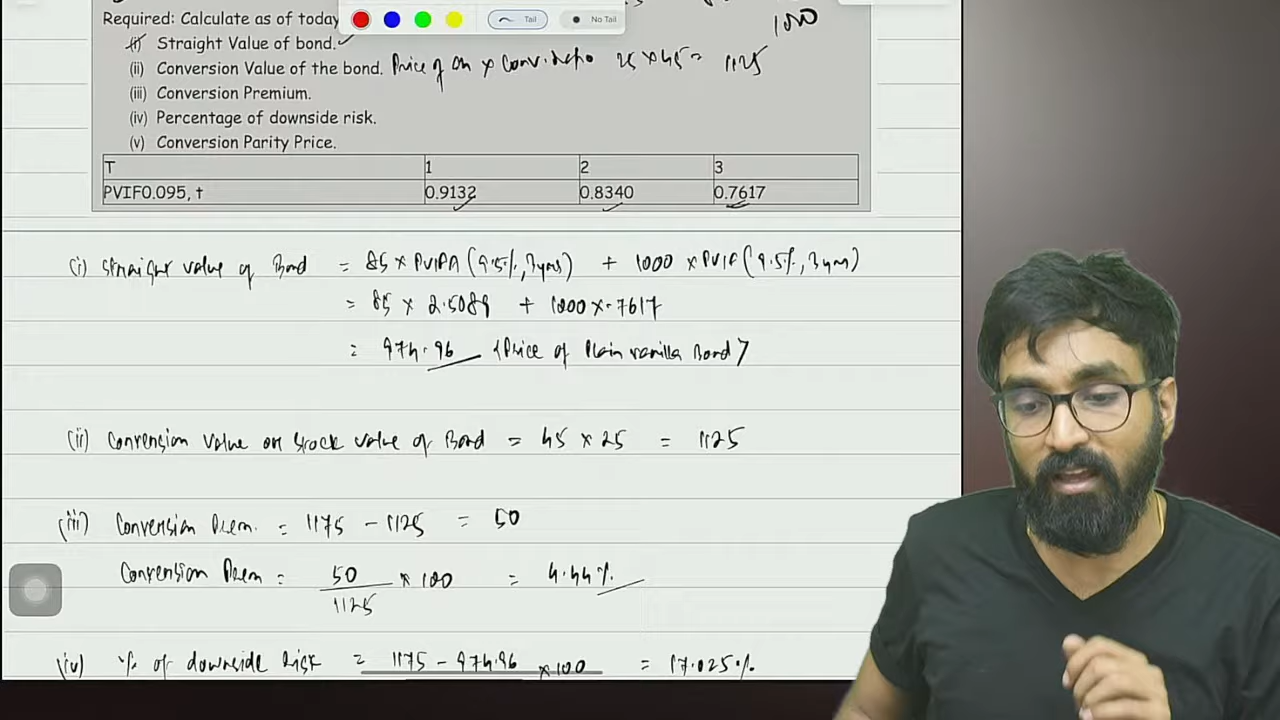 Required: Calculate as of today
Tail
No Tail
100
(i) Straight Value of bond.
(ii) Conversion Value of the bond. Price of sh x Conv. ratio 25 x 45 = 1125
(iii) Conversion Premium.
(iv) Percentage of downside risk.
(v) Conversion Parity Price.
T 1 2 3
PVIF0.095, t 0.9132 0.8340 0.7617
(i) Straight value of Bond = 85 x PVIFA (9.5%, 3yrs) + 1000 x PVIF (9.5%, 3yrs)
= 85 x 2.5089 + 1000 x .7617
= 974.96 {Price of Plain vanilla Bond}
(ii) Conversion value or Stock value of Bond = 45 x 25 = 1125
(iii) Conversion Prem. = 1175 - 1125 = 50
Conversion Prem = 50 x 100 = 4.44%
1125
(iv) % of downside Risk = 1175 - 974.96 x 100 = 17.025%